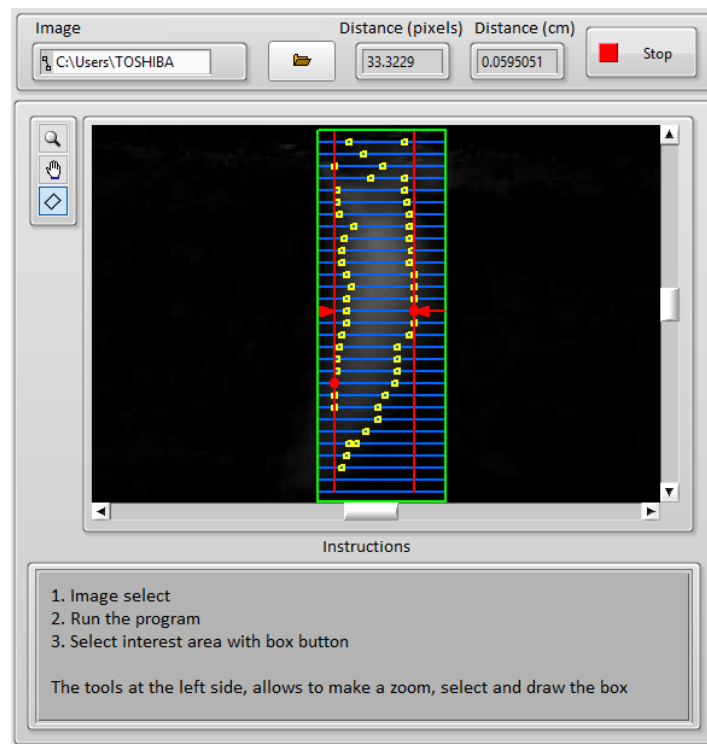 Image
Distance (pixels)
Distance (cm)
C:\Users\TOSHIBA
33.3229
0.0595051
Stop
Instructions
1. Image select
2. Run the program
3. Select interest area with box button
The tools at the left side, allows to make a zoom, select and draw the box